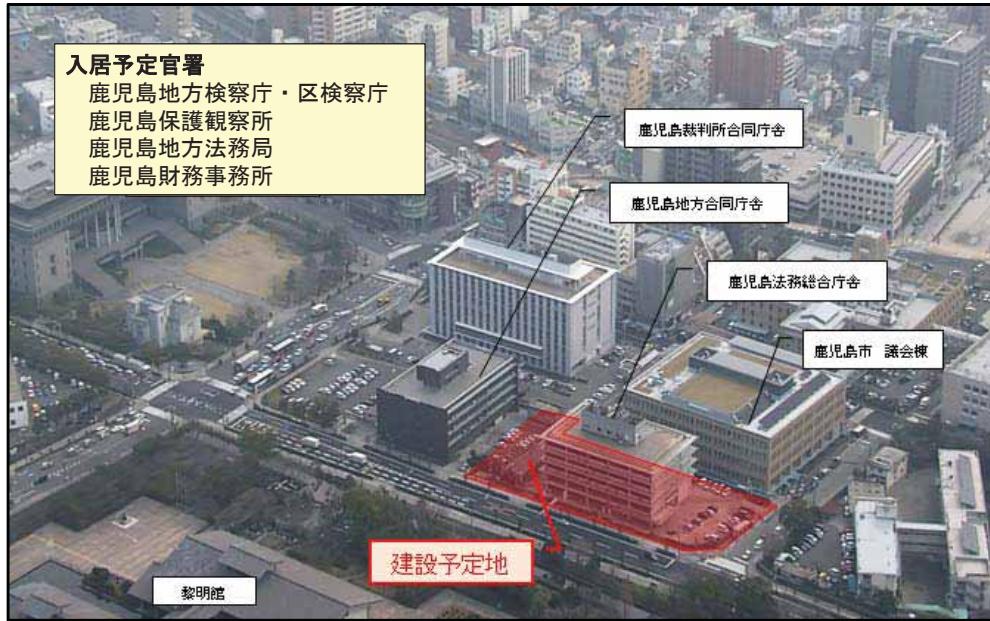 入居予定官署
鹿児島地方検察庁・区検察庁
鹿児島保護観察所
鹿児島地方法務局
鹿児島財務事務所
鹿児島裁判所合同庁舎
鹿児島地方合同庁舎
鹿児島法務総合庁舎
鹿児島市 議会棟
建設予定地
黎明館